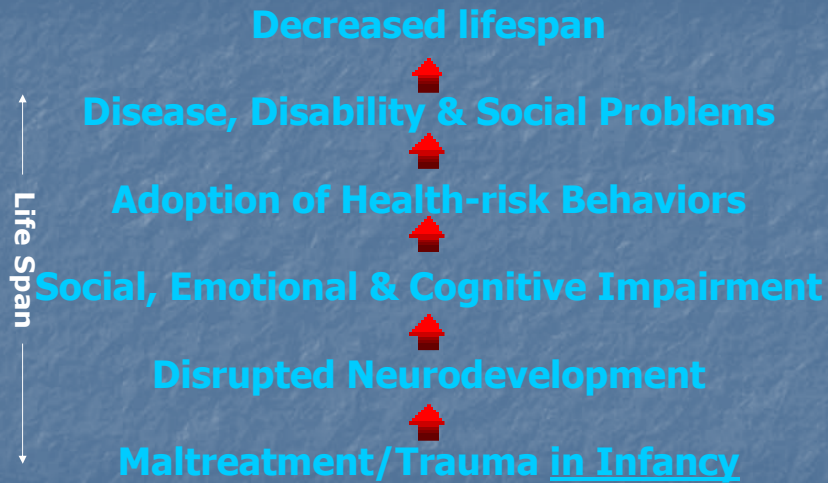 Decreased lifespan
Disease, Disability & Social Problems
Adoption of Health-risk Behaviors
Life Span
Social, Emotional & Cognitive Impairment
Disrupted Neurodevelopment
Maltreatment/Trauma in Infancy